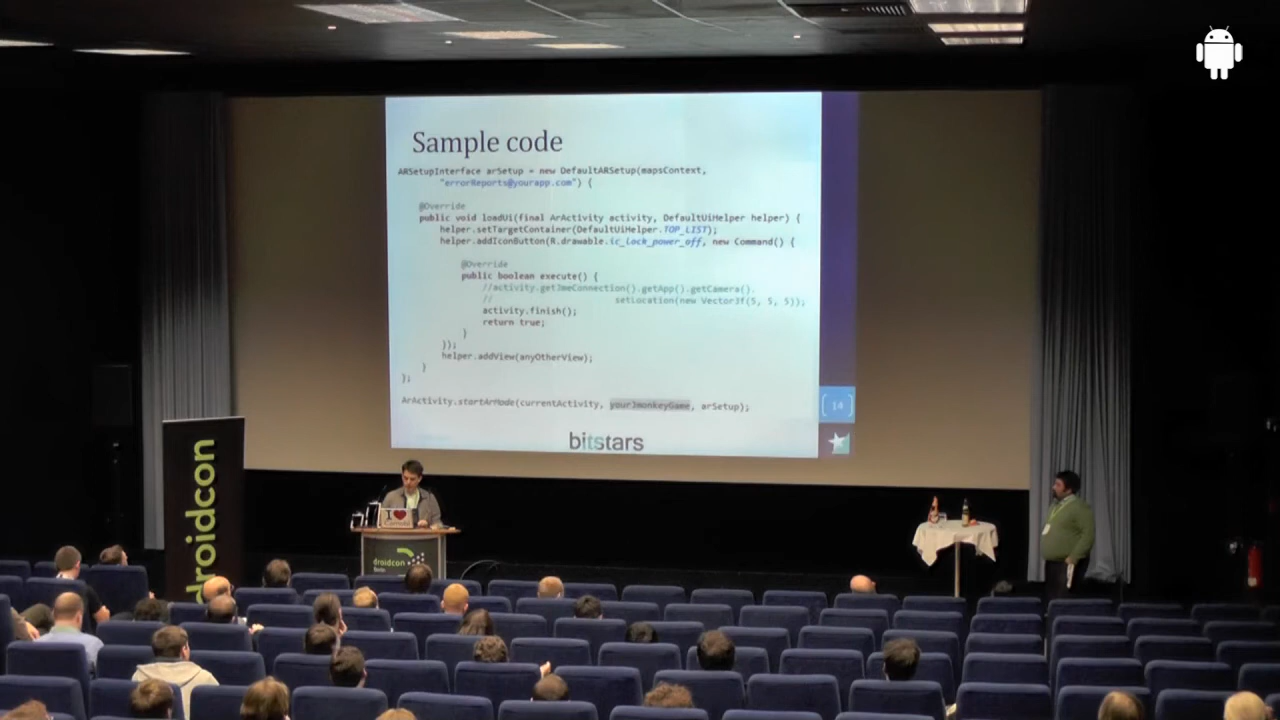 Sample code
ARSetupInterface arSetup = new DefaultARSetup(mapsContext,
"errorReports@yourapp.com") {
@Override
public void loadUi(final ArActivity activity, DefaultUiHelper helper) {
helper.setTargetContainer(DefaultUiHelper.TOP_LIST);
helper.addIconButton(R.drawable.ic_lock_power_off, new Command() {
@Override
public boolean execute() {
//activity.getJmeConnection().getApp().getCamera().
// setLocation(new Vector3f(5, 5, 5));
activity.finish();
return true;
}
});
helper.addView(anyOtherView);
}
};
ArActivity.startArMode(currentActivity, yourJmonkeyGame, arSetup);
[ 14 ]
bitstars
droidcon
I
droidcon